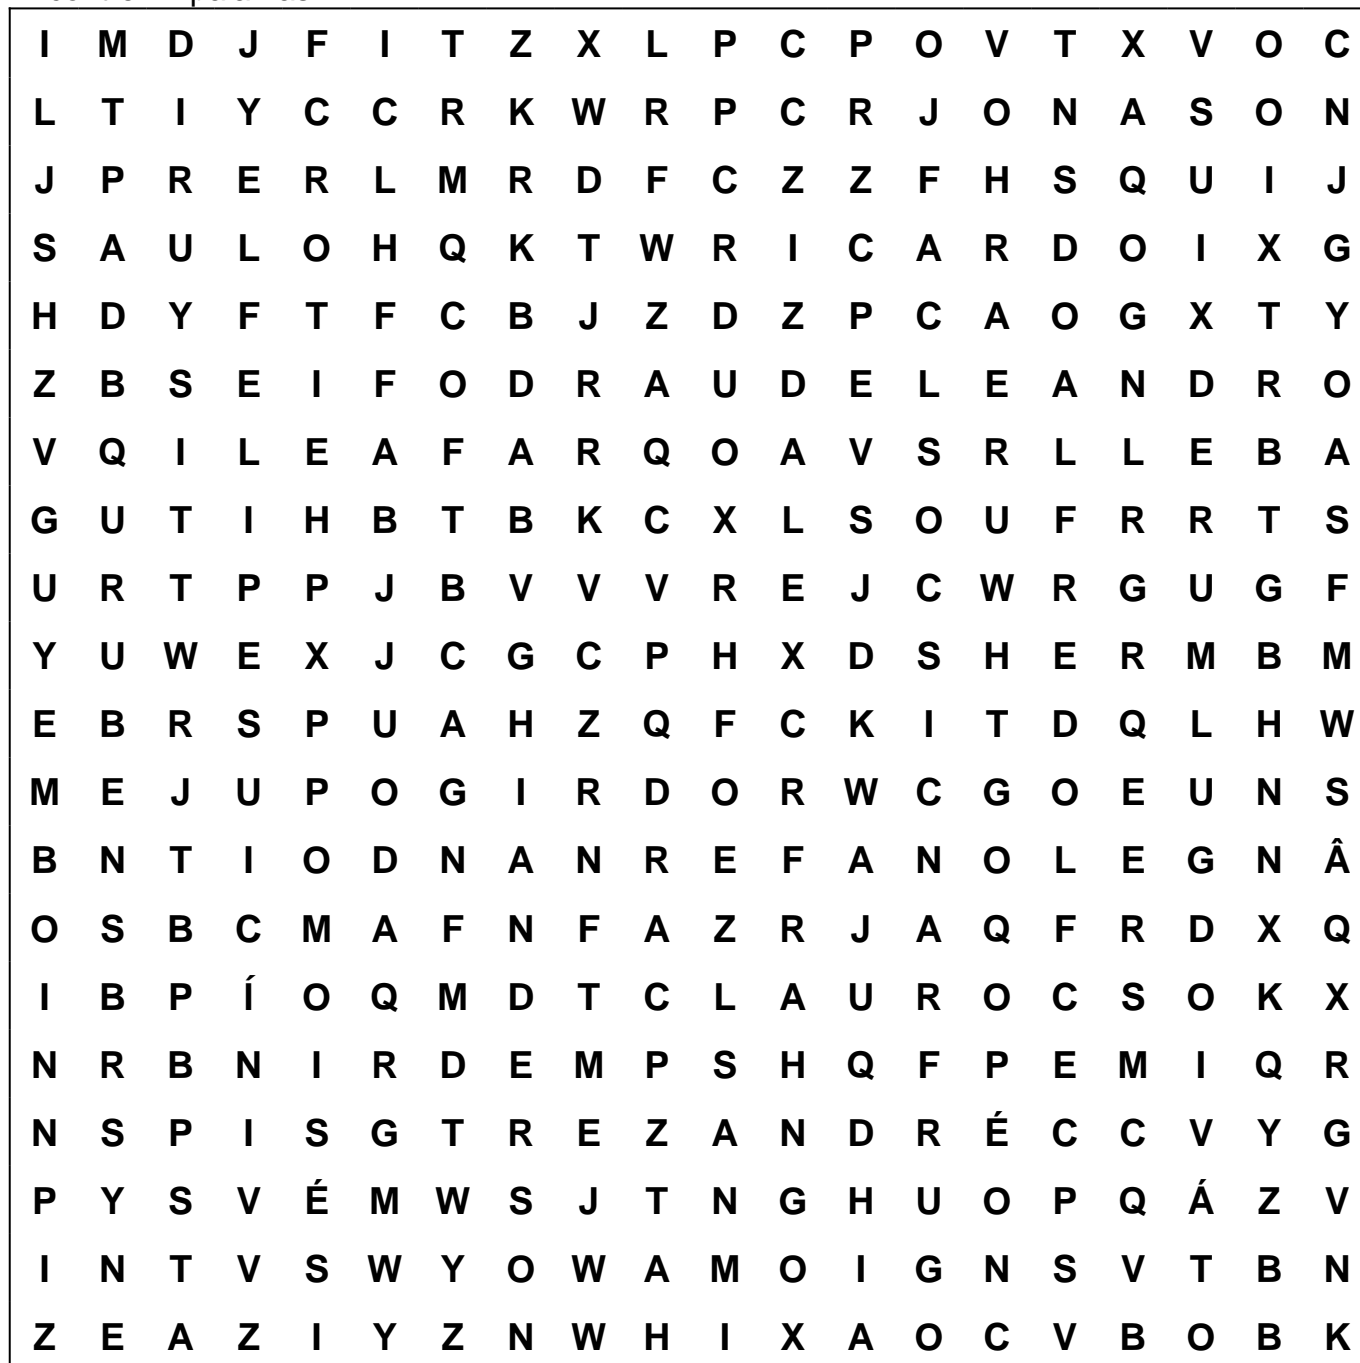 I M D J F I T Z X L P C P O V T X V O C
L T I Y C C R K W R P C R J O N A S O N
J P R E R L M R D F C Z Z F H S Q U I J
S A U L O H Q K T W R I C A R D O I X G
H D Y F T F C B J Z D Z P C A O G X T Y
Z B S E I F O D R A U D E L E A N D R O
V Q I L E A F A R Q O A V S R L L E B A
G U T I H B T B K C X L S O U F R R T S
U R T P P J B V V V R E J C W R G U G F
Y U W E X J C G C P H X D S H E R M B M
E B R S P U A H Z Q F C K I T D Q L H W
M E J U P O G I R D O R W C G O E U N S
B N T I O D N A N R E F A N O L E G N Â
O S B C M A F N F A Z R J A Q F R D X Q
I B P Í O Q M D T C L A U R O C S O K X
N R B N I R D E M P S H Q F P E M I Q R
N S P I S G T R E Z A N D R É C C V Y G
P Y S V É M W S J T N G H U O P Q Á Z V
I N T V S W Y O W A M O I G N S V T B N
Z E A Z I Y Z N W H I X A O C V B O B K